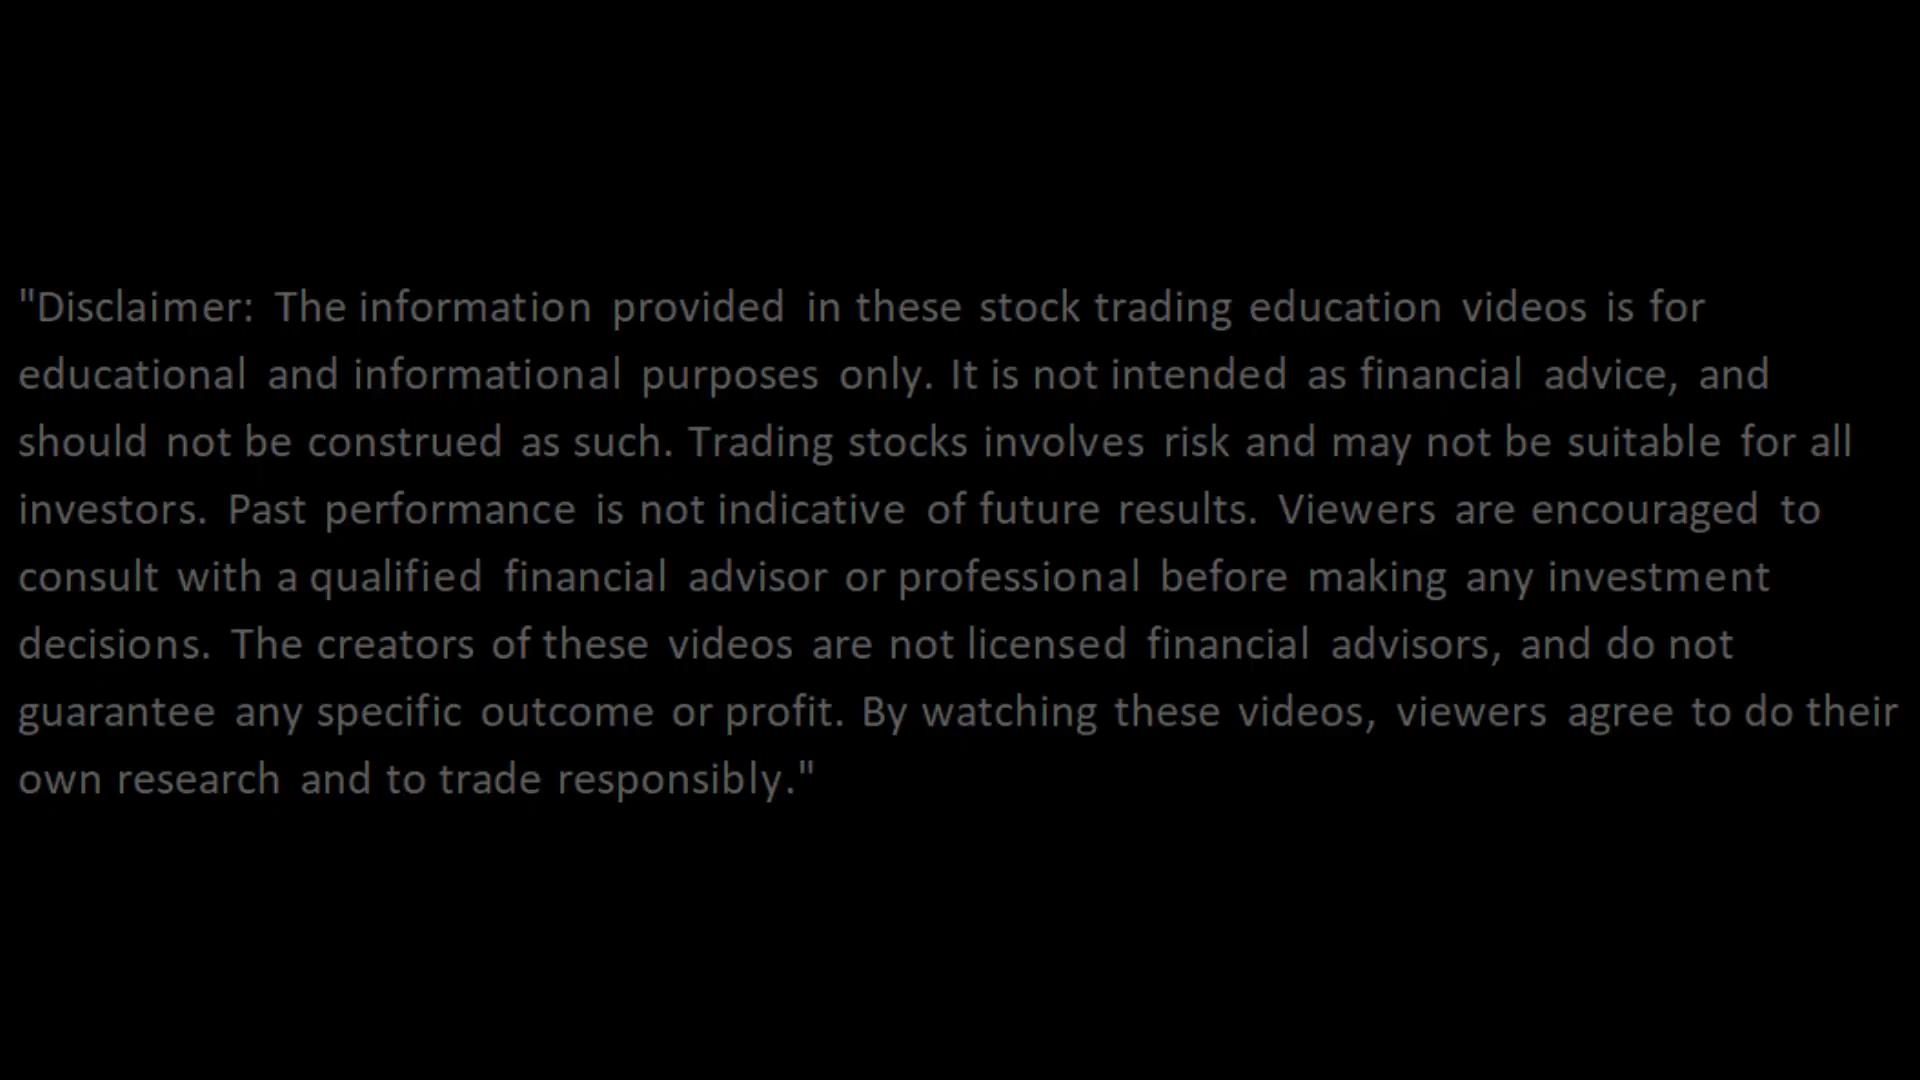 "Disclaimer: The information provided in these stock trading education videos is for
educational and informational purposes only. It is not intended as financial advice, and
should not be construed as such. Trading stocks involves risk and may not be suitable for all
investors. Past performance is not indicative of future results. Viewers are encouraged to
consult with a qualified financial advisor or professional before making any investment
decisions. The creators of these videos are not licensed financial advisors, and do not
guarantee any specific outcome or profit. By watching these videos, viewers agree to do their
own research and to trade responsibly."